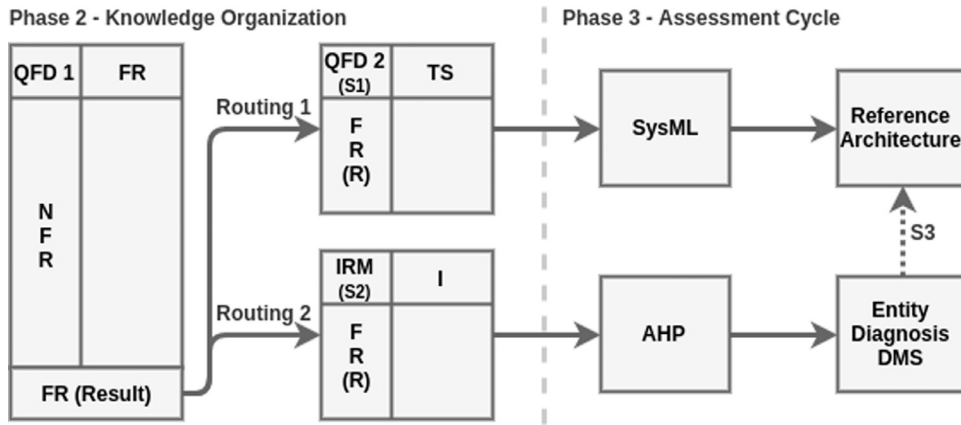 Phase 2 - Knowledge Organization
Phase 3 - Assessment Cycle
QFD 1
FR
N
F
R
FR (Result)
Routing 1
Routing 2
QFD 2
(S1)
TS
F
R
(R)
IRM
(S2)
I
F
R
(R)
SysML
Reference
Architecture
S3
AHP
Entity
Diagnosis
DMS